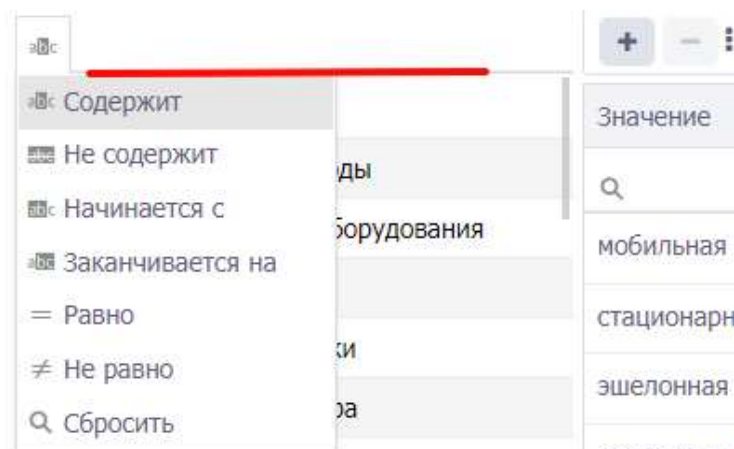 Содержит
Не содержит
Начинается с
Заканчивается на
= Равно
≠ Не равно
Сбросить
ды
борудования
ки
ра
+ −
Значение
мобильная
стационарн
эшелонная